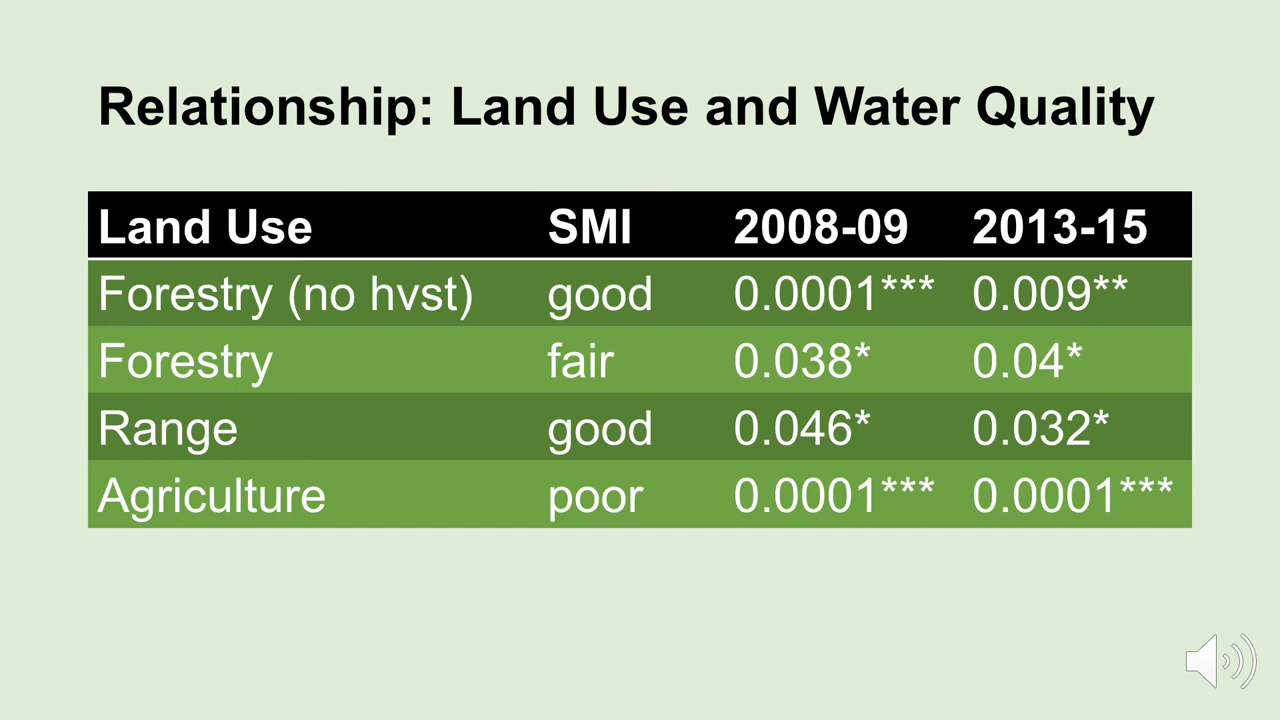 Relationship: Land Use and Water Quality
Land Use SMI 2008-09 2013-15
Forestry (no hvst) good 0.0001*** 0.009**
Forestry fair 0.038* 0.04*
Range good 0.046* 0.032*
Agriculture poor 0.0001*** 0.0001***